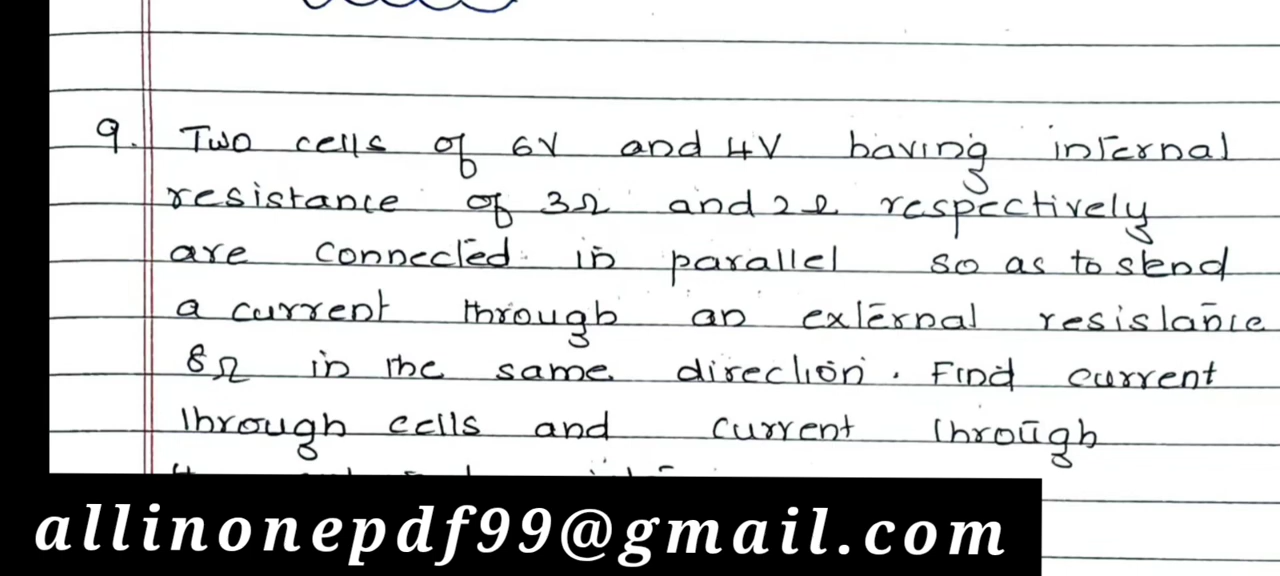 9. Two cells of 6V and 4V having internal
resistance of 3Ω and 2Ω respectively
are connected in parallel so as to send
a current through an external resistance
8Ω in the same direction. Find current
through cells and current through
allinonepdf99@gmail.com